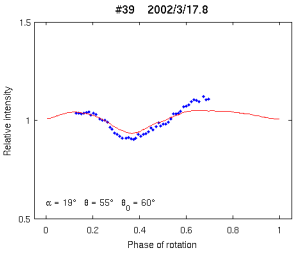 #39 2002/3/17.8
1.5
Relative intensity
1
α = 19° θ = 55° θ₀ = 60°
0.5
0 0.2 0.4 0.6 0.8 1
Phase of rotation